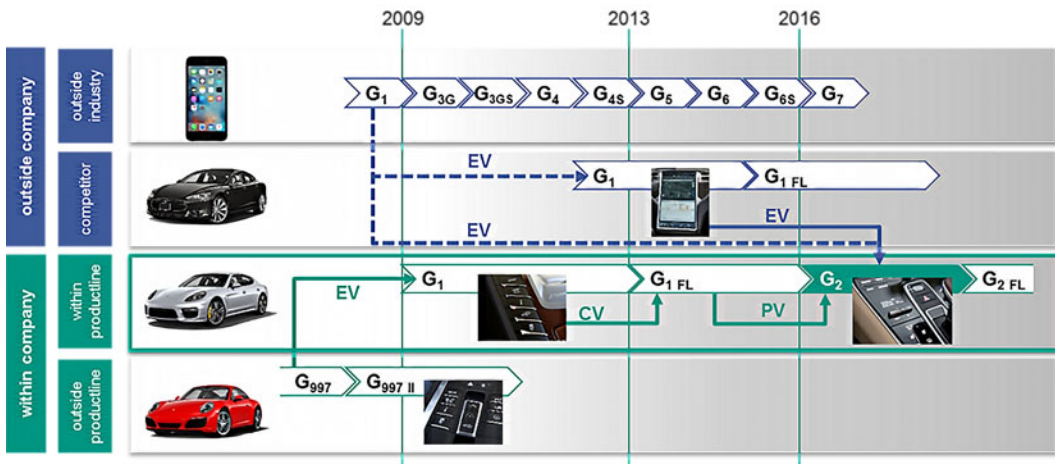 2009 2013 2016
outside company
outside industry
G1 G3G G3GS G4 G4S G5 G6 G6S G7
competitor
EV
G1 G1 FL
EV
EV
within company
within productline
G1 G1 FL G2 G2 FL
EV
CV
PV
outside productline
G997 G997 II